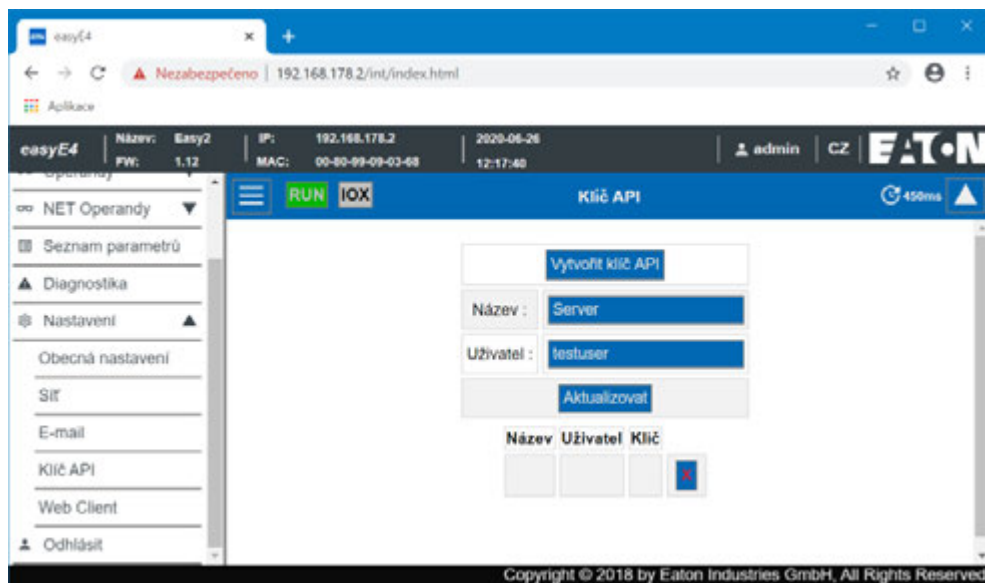 easyE4
Nezabezpečeno | 192.168.178.2/int/index.html
Aplikace
easyE4
Název: Easy2
FW: 1.12
IP: 192.168.178.2
MAC: 00-80-99-09-03-68
2020-06-26
12:17:40
admin
CZ
EATON
Operandy
NET Operandy
Seznam parametrů
Diagnostika
Nastavení
Obecná nastavení
Síť
E-mail
Klíč API
Web Client
Odhlásit
RUN IOX
Klíč API
450ms
Vytvořit klíč API
Název : Server
Uživatel : testuser
Aktualizovat
Název Uživatel Klíč
X
Copyright © 2018 by Eaton Industries GmbH, All Rights Reserved